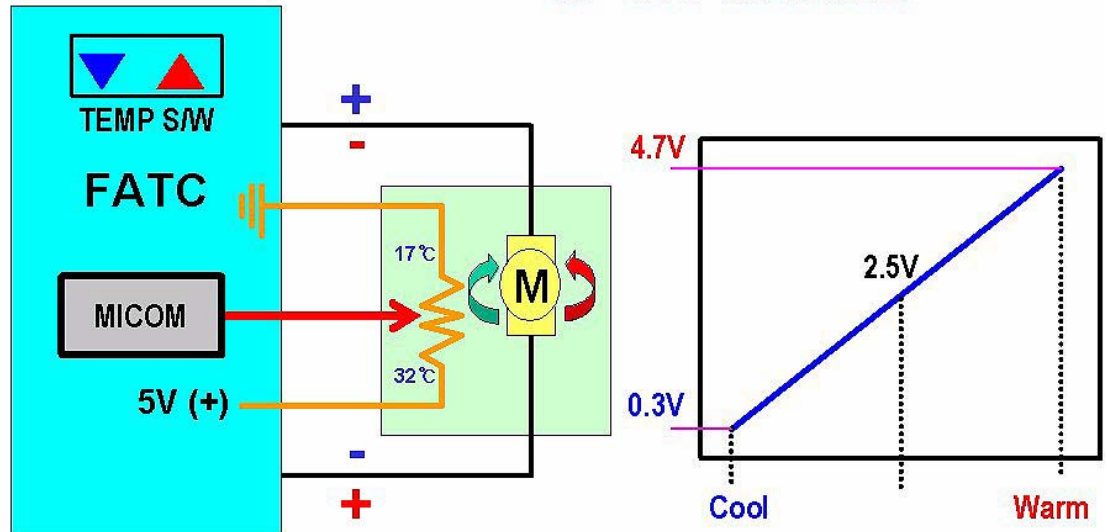 TEMP S/W
FATC
MICOM
5V (+)
+
-
17℃
32℃
M
-
+
4.7V
2.5V
0.3V
Cool
Warm